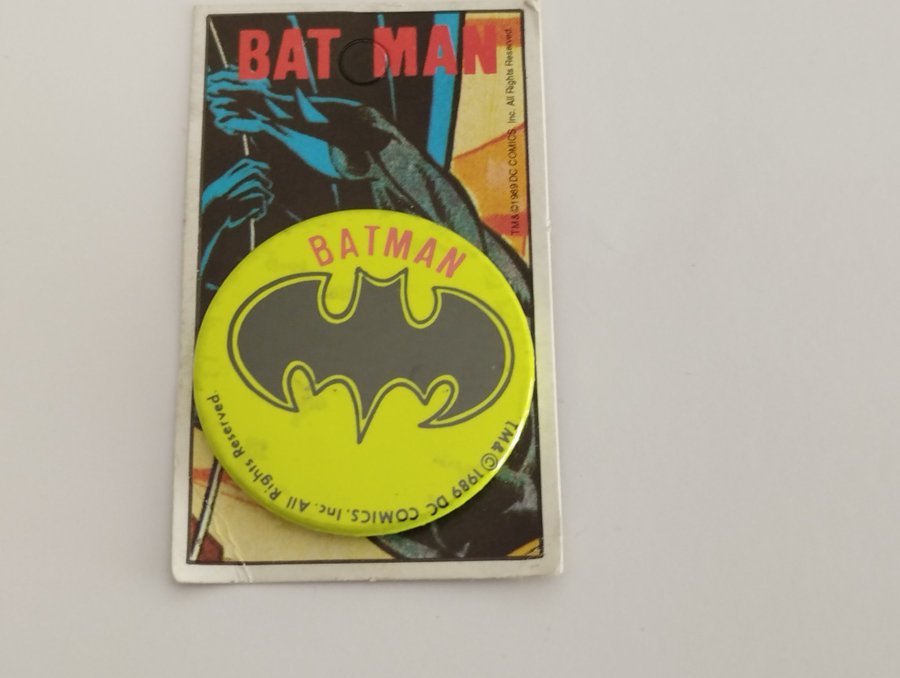 BAT MAN
TM & ©1989 DC COMICS, Inc. All Rights Reserved
BATMAN
TM& © 1989 DC COMICS. Inc. All Rights Reserved.